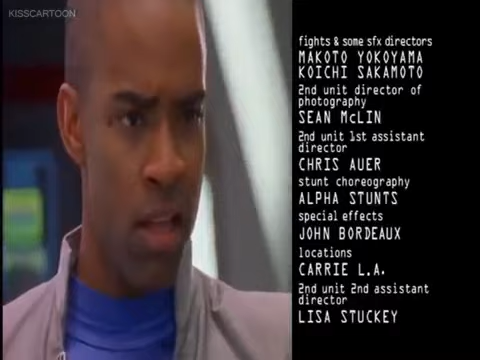 KISSCARTOON
fights & some sfx directors
MAKOTO YOKOYAMA
KOICHI SAKAMOTO
2nd unit director of
photography
SEAN McLIN
2nd unit 1st assistant
director
CHRIS AUER
stunt choreography
ALPHA STUNTS
special effects
JOHN BORDEAUX
locations
CARRIE L.A.
2nd unit 2nd assistant
director
LISA STUCKEY